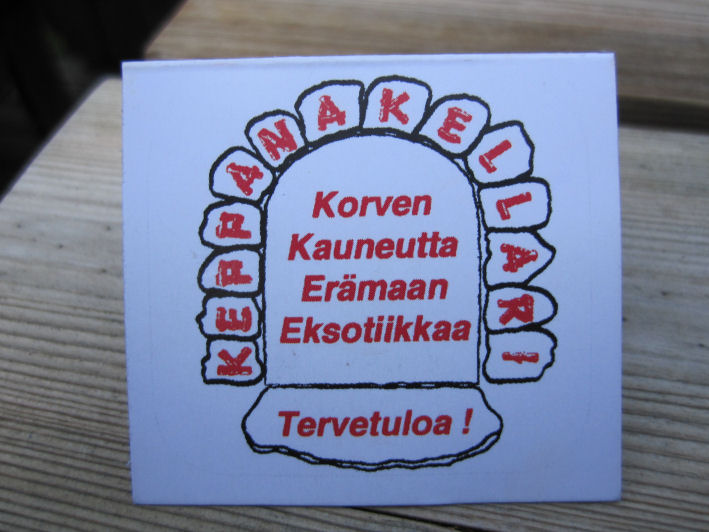 KEPPANAKELLARI
Korven
Kauneutta
Erämaan
Eksotiikkaa
Tervetuloa !